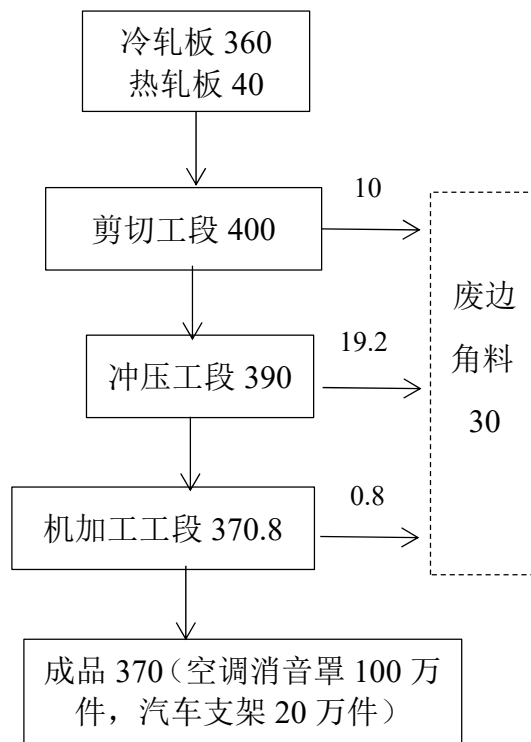 冷轧板 360
热轧板 40
10
剪切工段 400
废边
角料
30
19.2
冲压工段 390
0.8
机加工工段 370.8
成品 370（空调消音罩 100 万
件，汽车支架 20 万件）